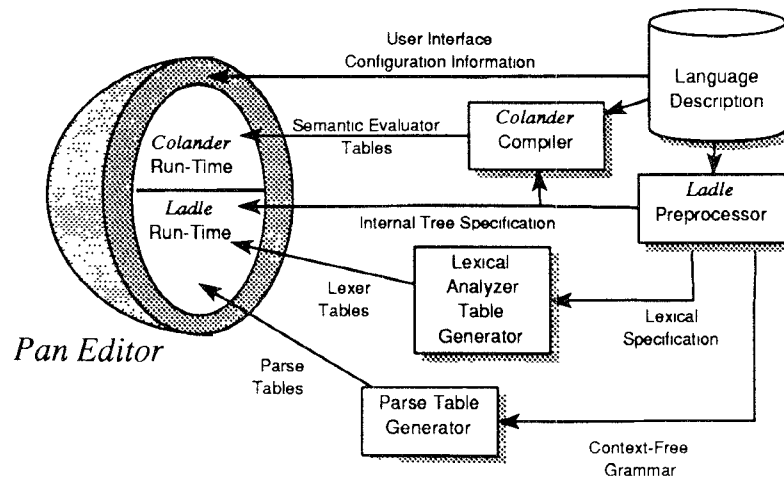 User Interface
Configuration Information
Language
Description
Colander
Compiler
Semantic Evaluator
Tables
Colander
Run-Time
Ladle
Run-Time
Internal Tree Specification
Ladle
Preprocessor
Lexical
Analyzer
Table
Generator
Lexer
Tables
Lexical
Specification
Pan Editor
Parse
Tables
Parse Table
Generator
Context-Free
Grammar